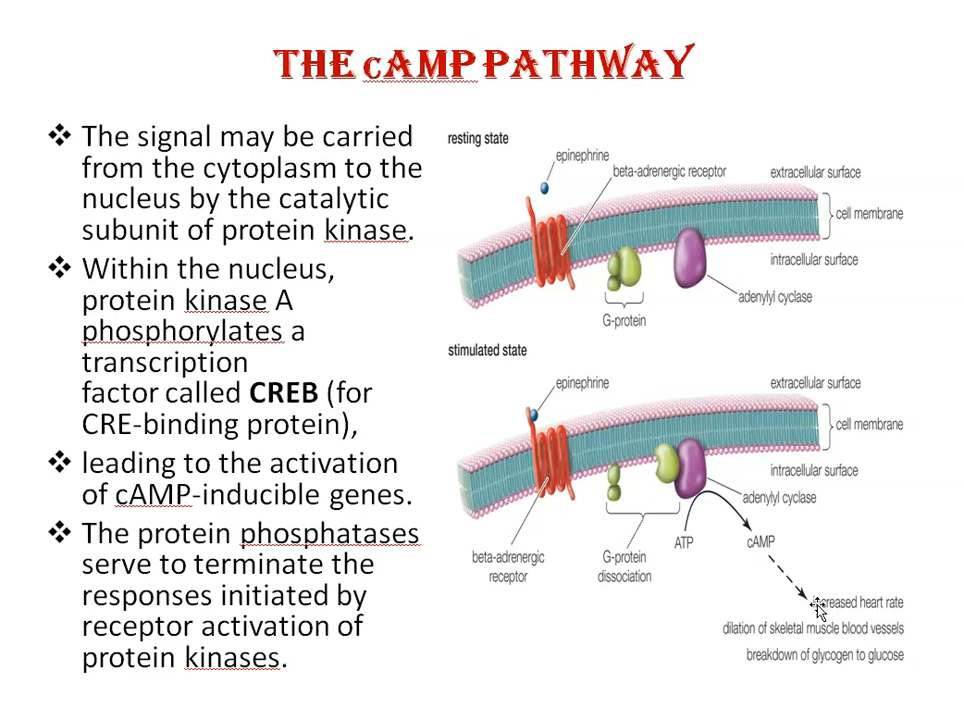 THE cAMP PATHWAY
❖ The signal may be carried
from the cytoplasm to the
nucleus by the catalytic
subunit of protein kinase.
❖ Within the nucleus,
protein kinase A
phosphorylates a
transcription
factor called CREB (for
CRE-binding protein),
❖ leading to the activation
of cAMP-inducible genes.
❖ The protein phosphatases
serve to terminate the
responses initiated by
receptor activation of
protein kinases.
resting state
epinephrine
beta-adrenergic receptor
extracellular surface
cell membrane
intracellular surface
adenylyl cyclase
G-protein
stimulated state
epinephrine
extracellular surface
cell membrane
intracellular surface
adenylyl cyclase
beta-adrenergic
receptor
G-protein
dissociation
ATP
cAMP
increased heart rate
dilation of skeletal muscle blood vessels
breakdown of glycogen to glucose